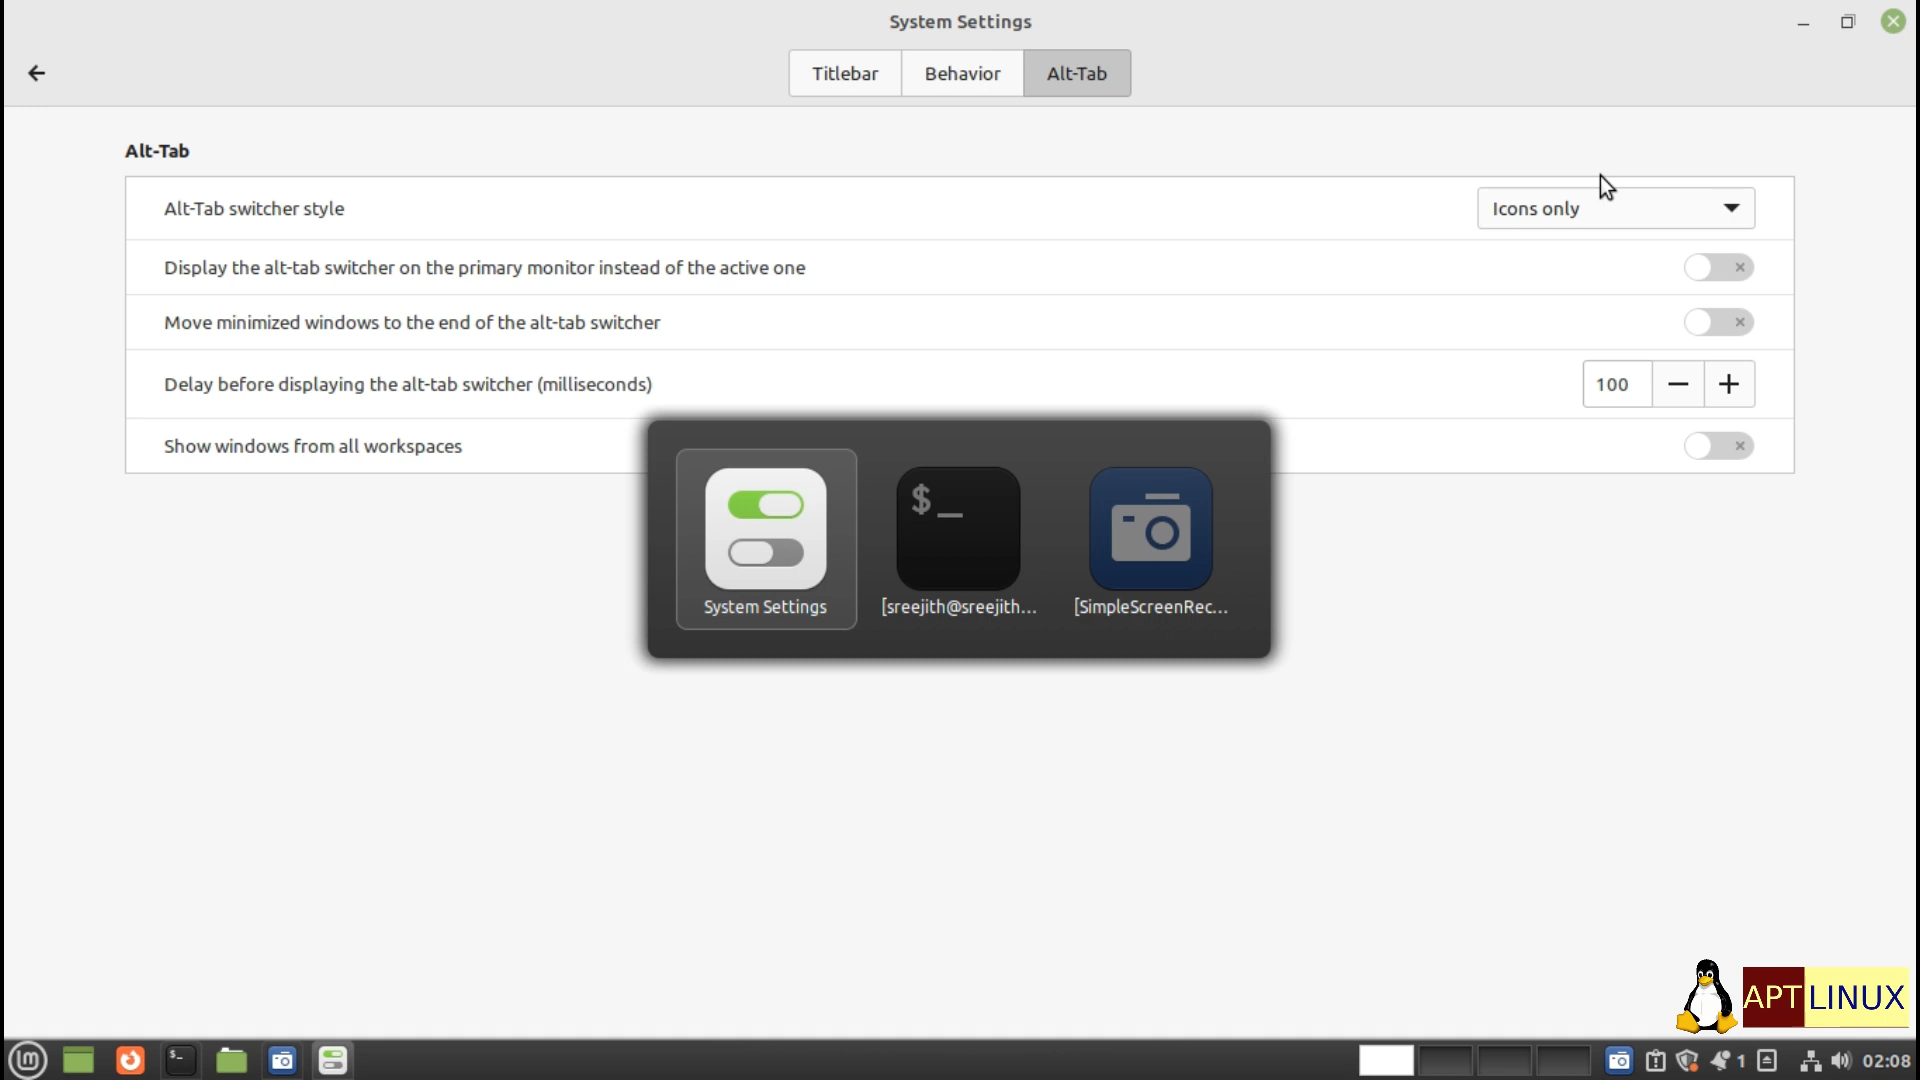 System Settings
Titlebar
Behavior
Alt-Tab
Alt-Tab
Alt-Tab switcher style
Icons only
Display the alt-tab switcher on the primary monitor instead of the active one
Move minimized windows to the end of the alt-tab switcher
Delay before displaying the alt-tab switcher (milliseconds)
100
Show windows from all workspaces
$_
System Settings
[sreejith@sreejith...
[SimpleScreenRec...
APT LINUX
lm
$_
1
02:08